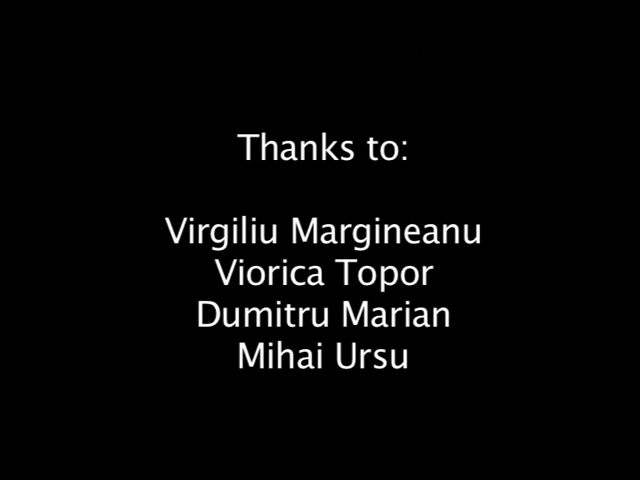 Thanks to:
Virgiliu Margineanu
Viorica Topor
Dumitru Marian
Mihai Ursu